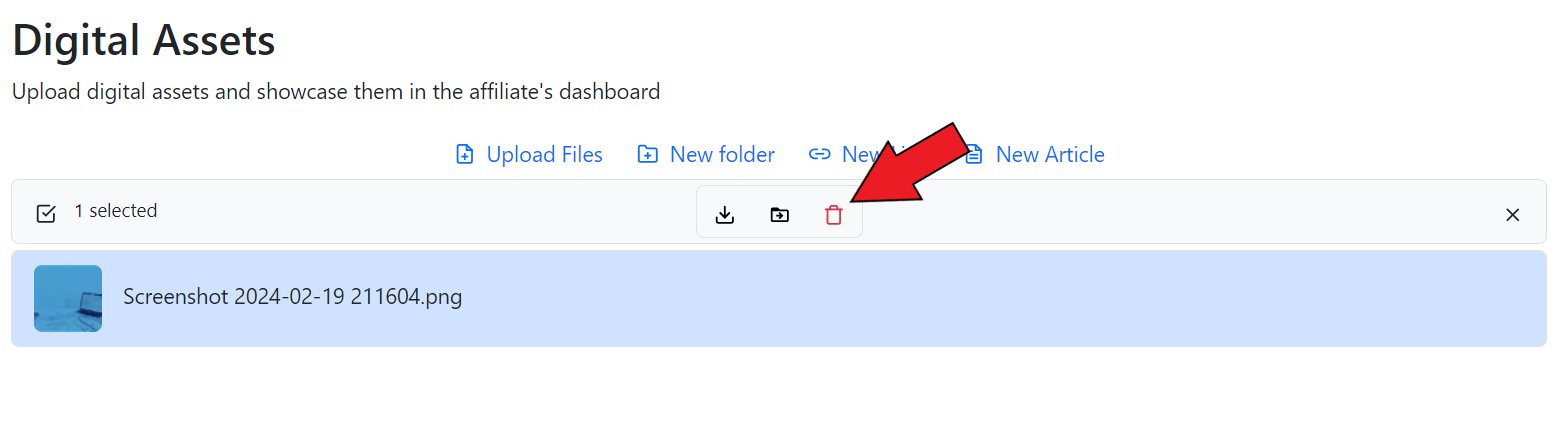 Digital Assets
Upload digital assets and showcase them in the affiliate's dashboard
Upload Files New folder New New Article
1 selected
Screenshot 2024-02-19 211604.png